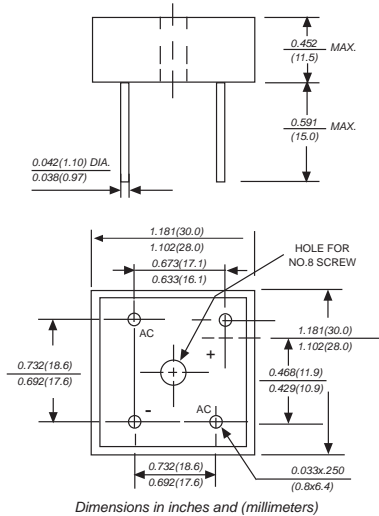 0.452 MAX.
(11.5)
0.591 MAX.
(15.0)
0.042(1.10) DIA.
0.038(0.97)
1.181(30.0)
1.102(28.0)
0.673(17.1)
0.633(16.1)
HOLE FOR
NO.8 SCREW
AC
+
1.181(30.0)
1.102(28.0)
0.732(18.6)
0.692(17.6)
0.468(11.9)
0.429(10.9)
-
AC
0.732(18.6)
0.692(17.6)
0.033x.250
(0.8x6.4)
Dimensions in inches and (millimeters)